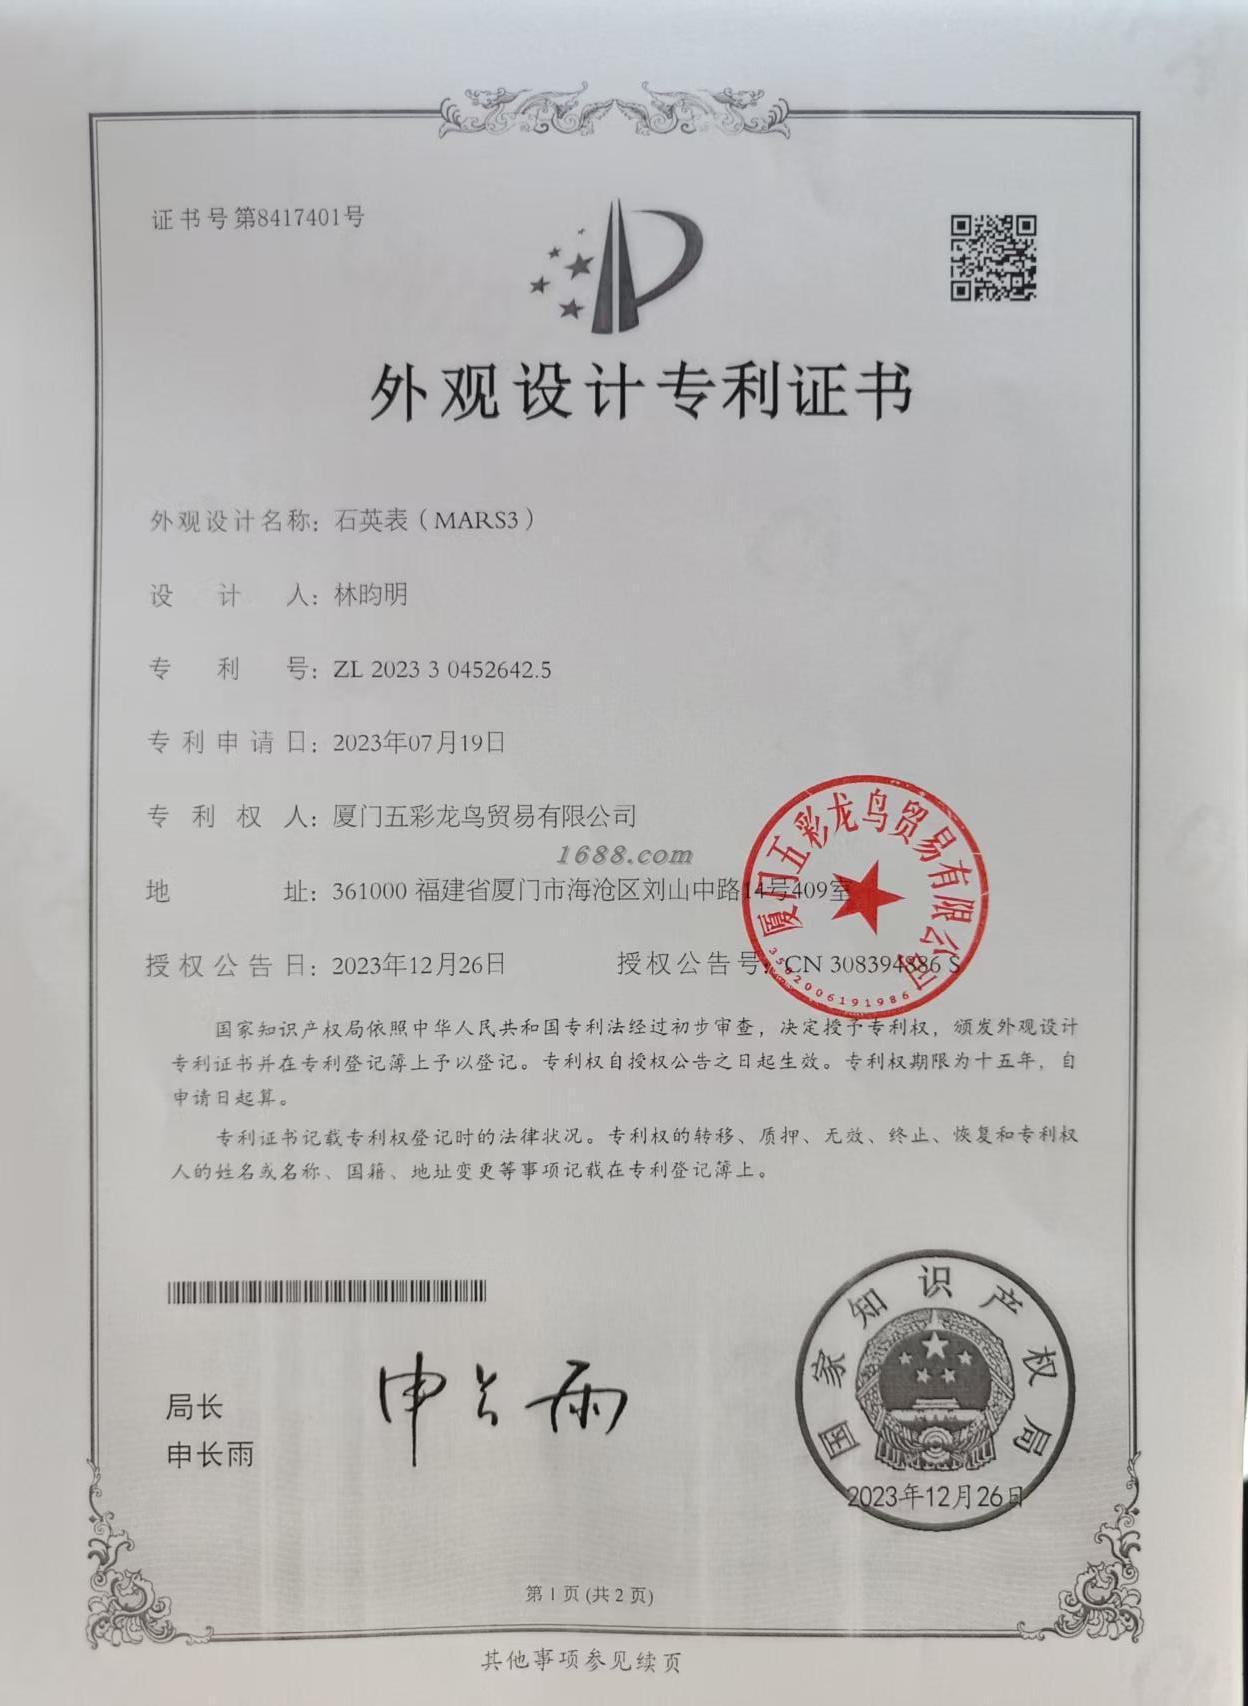 证书号第8417401号
外观设计专利证书
外观设计名称：石英表（MARS3）
设计人：林昀明
专利号：ZL 2023 3 0452642.5
专利申请日：2023年07月19日
专利权人：厦门五彩龙鸟贸易有限公司
1688.com
地址：361000 福建省厦门市海沧区刘山中路14号409室
授权公告日：2023年12月26日 授权公告号：CN 308394886 S
厦门五彩龙鸟贸易有限公司
3502006191986
国家知识产权局依照中华人民共和国专利法经过初步审查，决定授予专利权，颁发外观设计
专利证书并在专利登记簿上予以登记。专利权自授权公告之日起生效。专利权期限为十五年，自
申请日起算。
专利证书记载专利权登记时的法律状况。专利权的转移、质押、无效、终止、恢复和专利权
人的姓名或名称、国籍、地址变更等事项记载在专利登记簿上。
局长
申长雨
申长雨
国家知识产权局
2023年12月26日
第 1 页 (共 2 页)
其他事项参见续页